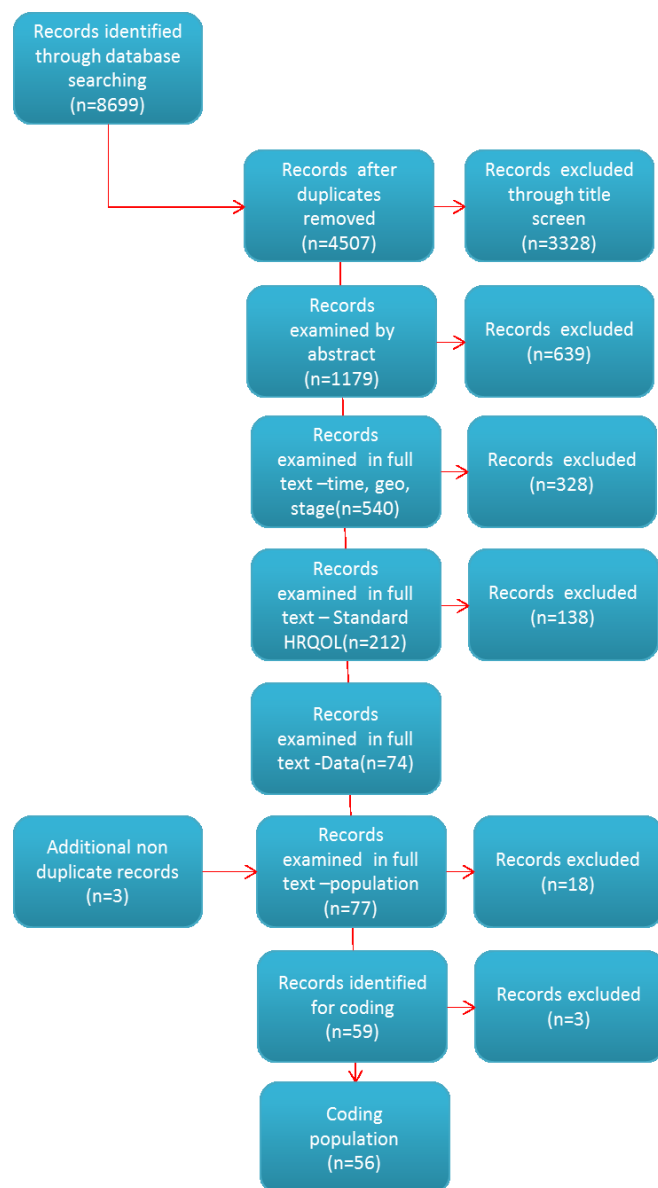 Records identified
through database
searching
(n=8699)
Records after
duplicates
removed
(n=4507)
Records excluded
through title
screen
(n=3328)
Records
examined by
abstract
(n=1179)
Records excluded
(n=639)
Records
examined in full
text –time, geo,
stage(n=540)
Records excluded
(n=328)
Records
examined in full
text – Standard
HRQOL(n=212)
Records excluded
(n=138)
Records
examined in full
text -Data(n=74)
Additional non
duplicate records
(n=3)
Records
examined in full
text –population
(n=77)
Records excluded
(n=18)
Records identified
for coding
(n=59)
Records excluded
(n=3)
Coding
population
(n=56)